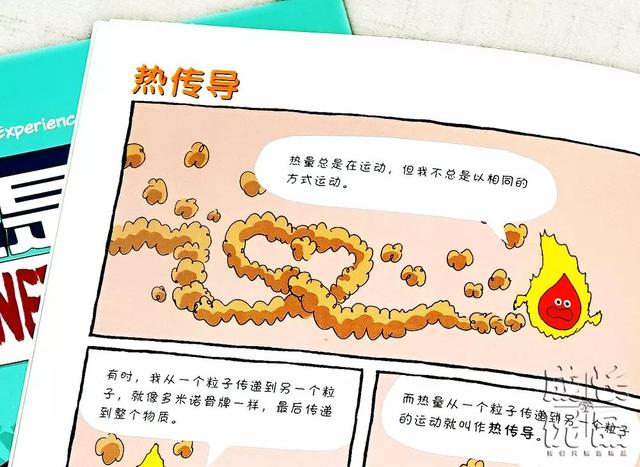 Experience
热传导
热量总是在运动，但我不总是以相同的
方式运动。
有时，我从一个粒子传递到另一个粒
子，就像多米诺骨牌一样，最后传递
到整个物质。
而热量从一个粒子传递到另一个粒子
的运动就叫作热传导。